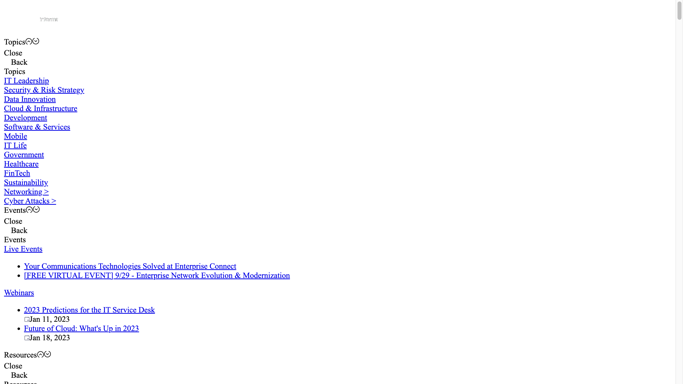 Home
Topics
Close
Back
Topics
IT Leadership
Security & Risk Strategy
Data Innovation
Cloud & Infrastructure
Development
Software & Services
Mobile
IT Life
Government
Healthcare
FinTech
Sustainability
Networking >
Cyber Attacks >
Events
Close
Back
Events
Live Events
Your Communications Technologies Solved at Enterprise Connect
[FREE VIRTUAL EVENT] 9/29 - Enterprise Network Evolution & Modernization
Webinars
2023 Predictions for the IT Service Desk
Jan 11, 2023
Future of Cloud: What's Up in 2023
Jan 18, 2023
Resources
Close
Back